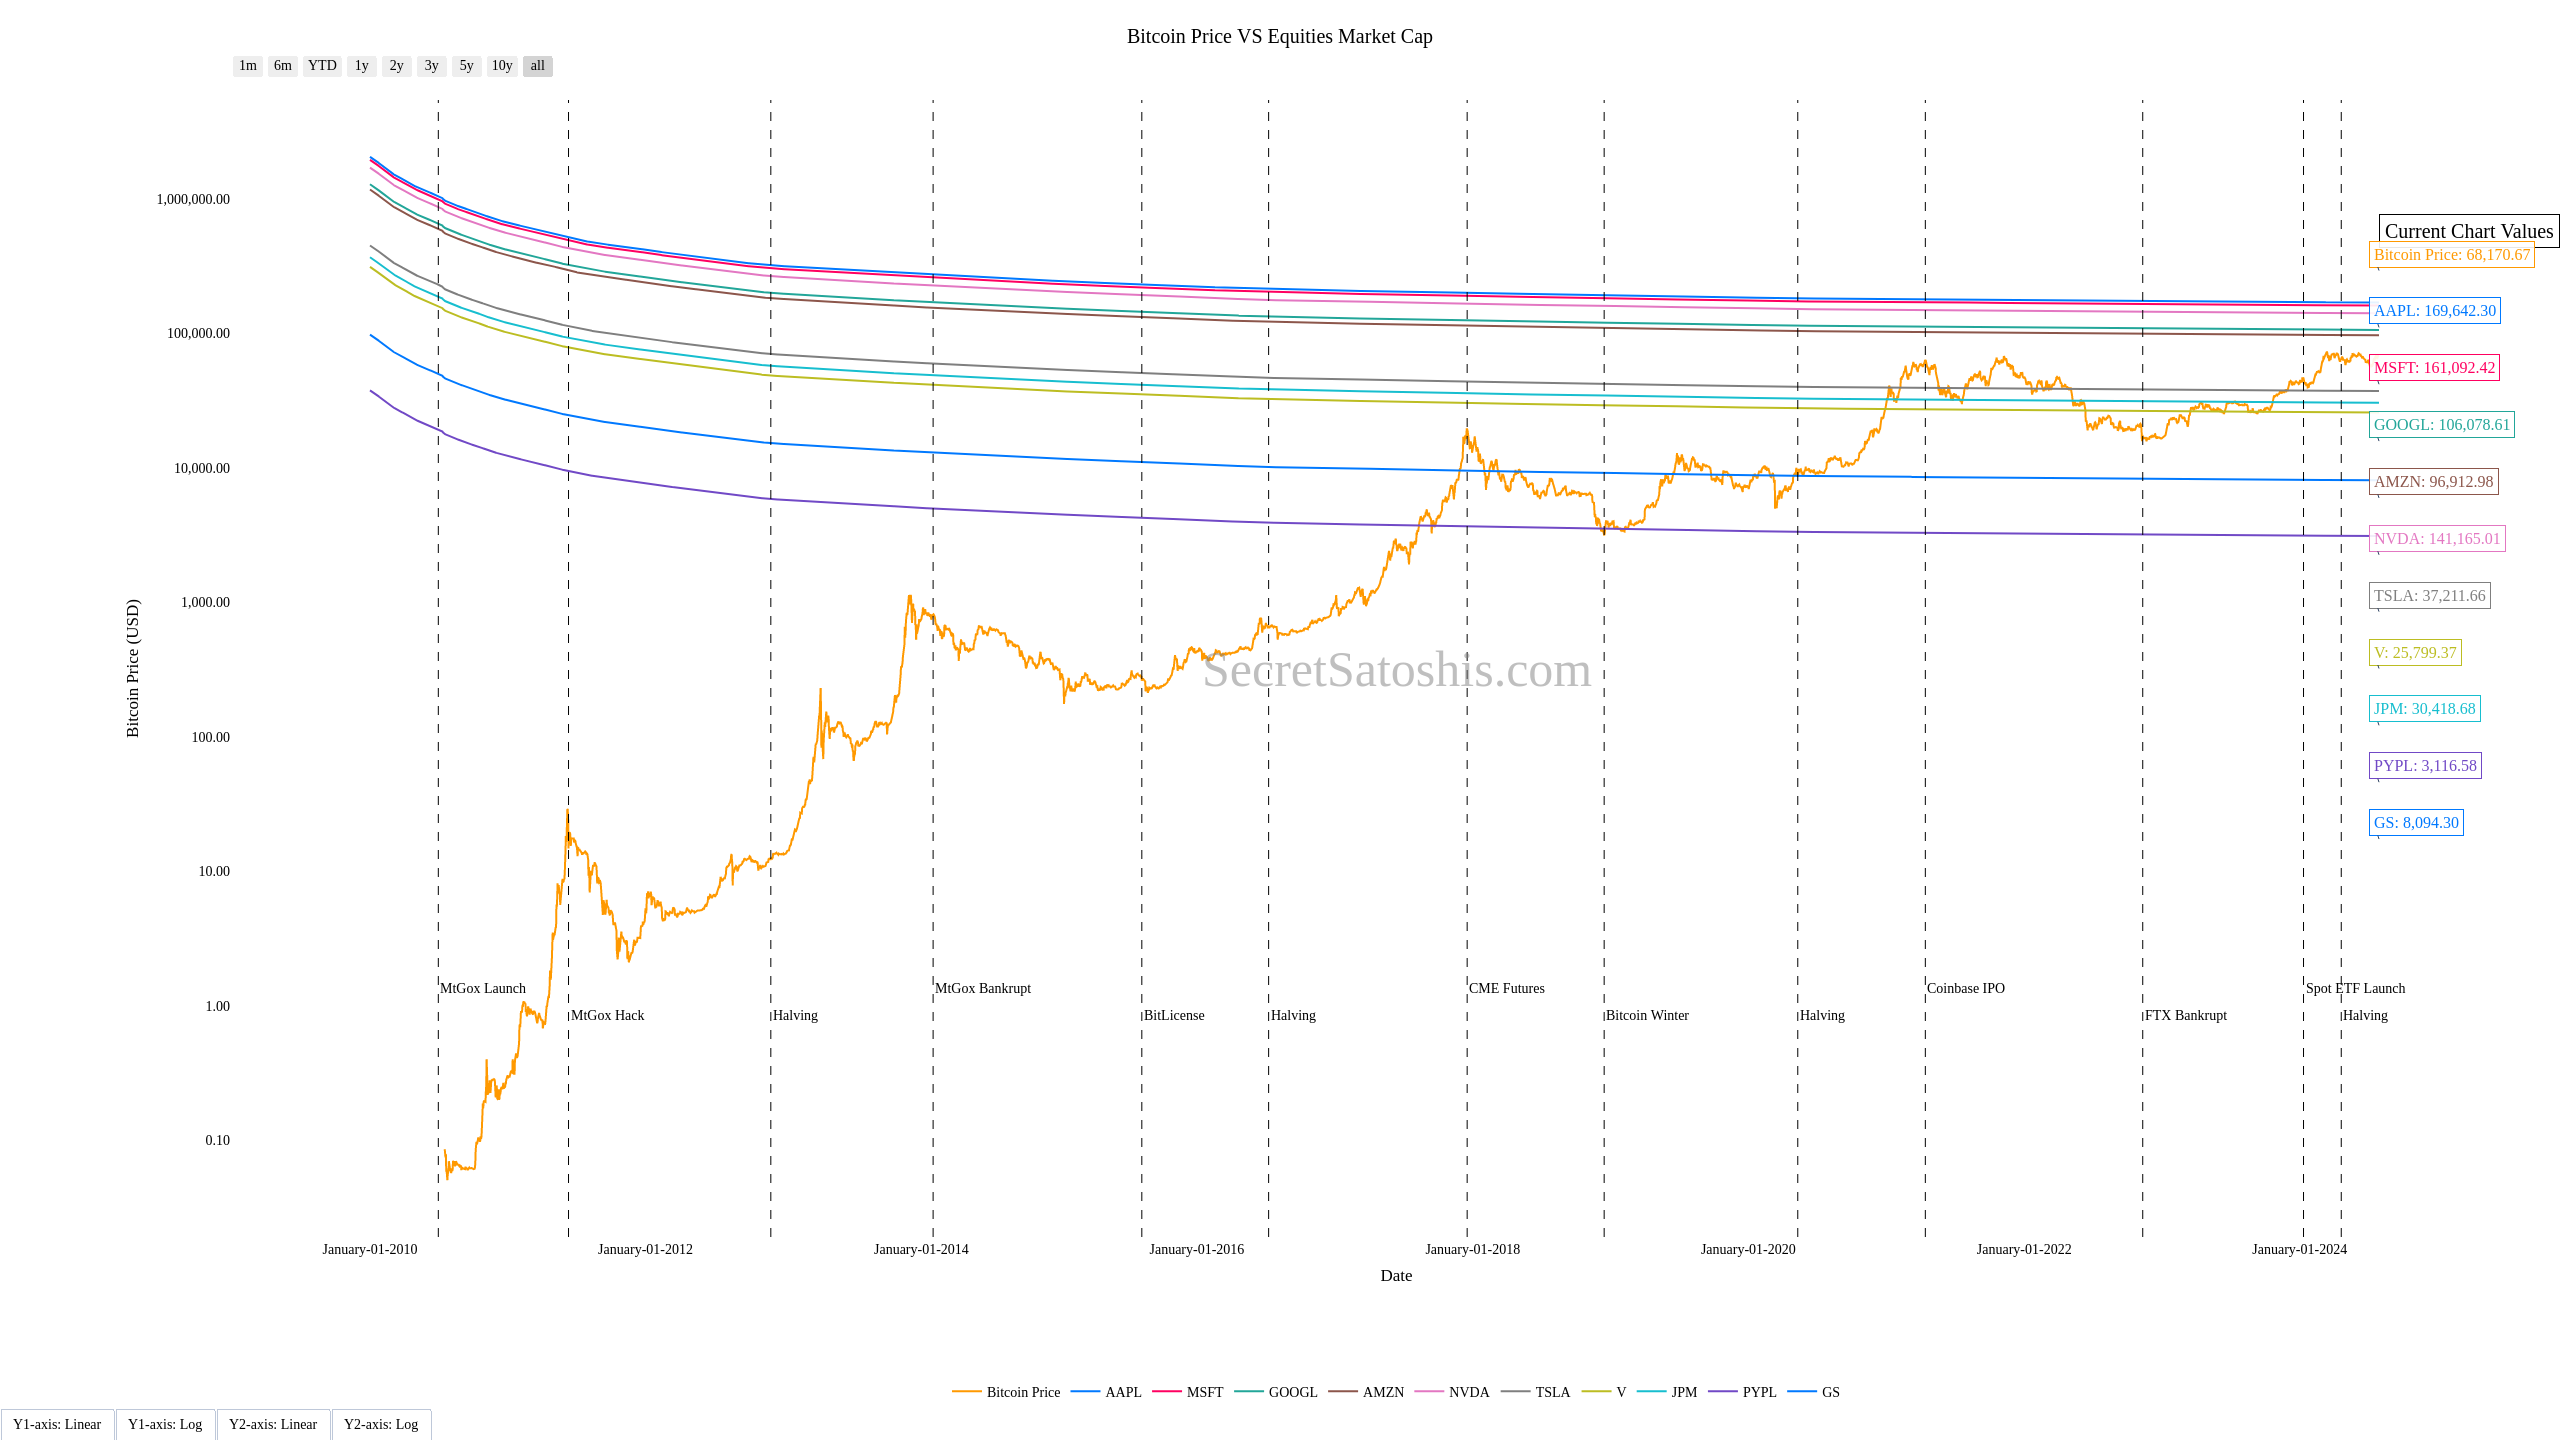 Bitcoin Price VS Equities Market Cap
1m 6m YTD 1y 2y 3y 5y 10y all
1,000,000.00
100,000.00
10,000.00
1,000.00
100.00
10.00
1.00
0.10
Bitcoin Price (USD)
Current Chart Values
Bitcoin Price: 68,170.67
AAPL: 169,642.30
MSFT: 161,092.42
GOOGL: 106,078.61
AMZN: 96,912.98
NVDA: 141,165.01
TSLA: 37,211.66
V: 25,799.37
JPM: 30,418.68
PYPL: 3,116.58
GS: 8,094.30
SecretSatoshis.com
MtGox Launch
MtGox Hack
Halving
MtGox Bankrupt
BitLicense
Halving
CME Futures
Bitcoin Winter
Halving
Coinbase IPO
FTX Bankrupt
Spot ETF Launch
Halving
January-01-2010 January-01-2012 January-01-2014 January-01-2016 January-01-2018 January-01-2020 January-01-2022 January-01-2024
Date
Bitcoin Price AAPL MSFT GOOGL AMZN NVDA TSLA V JPM PYPL GS
Y1-axis: Linear Y1-axis: Log Y2-axis: Linear Y2-axis: Log